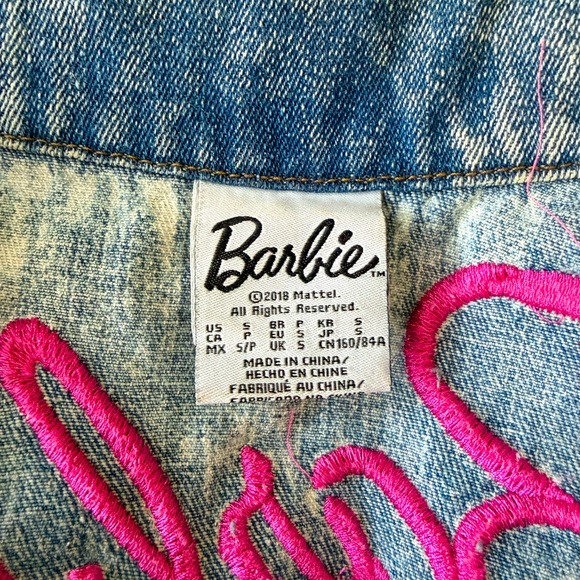 Barbie™
©2018 Mattel.
All Rights Reserved.
US S BR P KR S
CA P EU S JP S
MX S/P UK S CN160/84A
MADE IN CHINA/
HECHO EN CHINE
FABRIQUÉ AU CHINA/